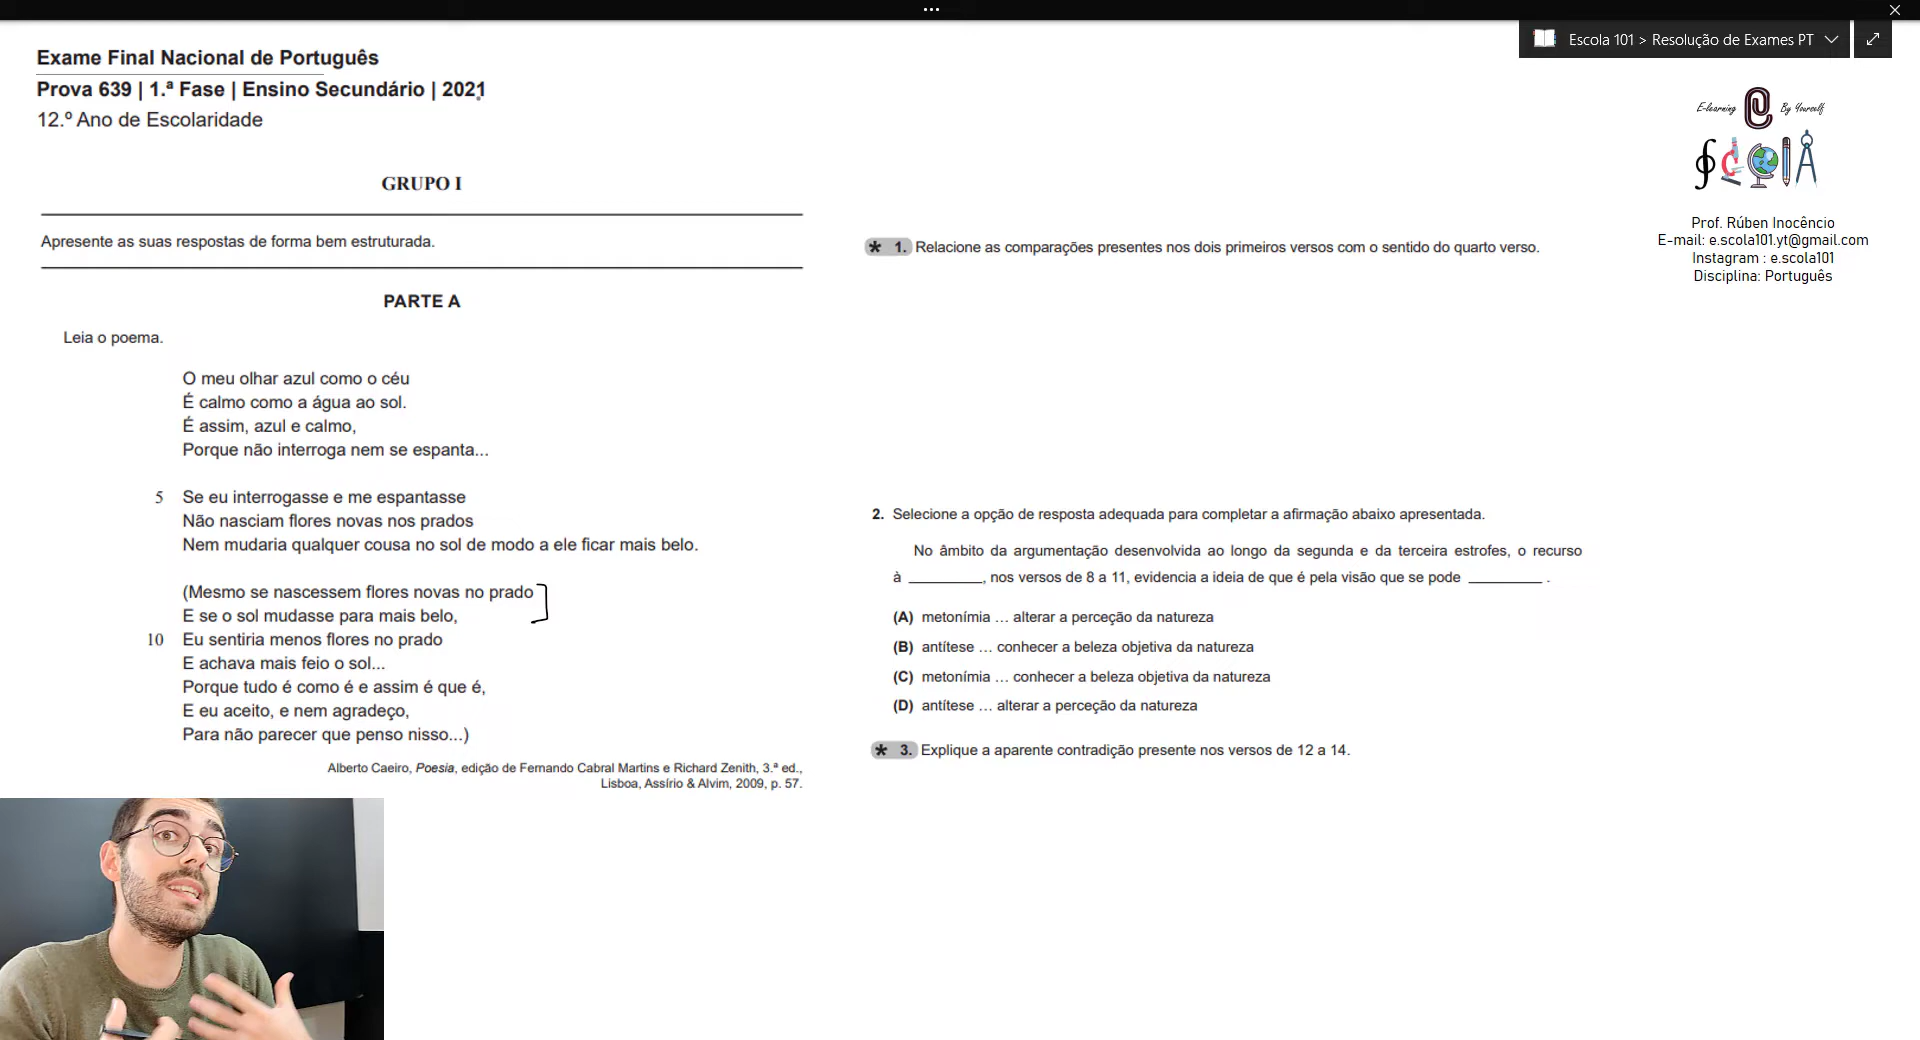 Escola 101 > Resolução de Exames PT
Exame Final Nacional de Português
Prova 639 | 1.ª Fase | Ensino Secundário | 2021
12.º Ano de Escolaridade
E-learning By Yourself
Prof. Rúben Inocêncio
E-mail: e.scola101.yt@gmail.com
Instagram : e.scola101
Disciplina: Português
GRUPO I
Apresente as suas respostas de forma bem estruturada.
PARTE A
Leia o poema.
O meu olhar azul como o céu
É calmo como a água ao sol.
É assim, azul e calmo,
Porque não interroga nem se espanta...
5 Se eu interrogasse e me espantasse
Não nasciam flores novas nos prados
Nem mudaria qualquer cousa no sol de modo a ele ficar mais belo.
(Mesmo se nascessem flores novas no prado
E se o sol mudasse para mais belo,
10 Eu sentiria menos flores no prado
E achava mais feio o sol...
Porque tudo é como é e assim é que é,
E eu aceito, e nem agradeço,
Para não parecer que penso nisso...)
Alberto Caeiro, Poesia, edição de Fernando Cabral Martins e Richard Zenith, 3.ª ed.,
Lisboa, Assírio & Alvim, 2009, p. 57.
* 1. Relacione as comparações presentes nos dois primeiros versos com o sentido do quarto verso.
2. Selecione a opção de resposta adequada para completar a afirmação abaixo apresentada.
No âmbito da argumentação desenvolvida ao longo da segunda e da terceira estrofes, o recurso
à _________, nos versos de 8 a 11, evidencia a ideia de que é pela visão que se pode _________ .
(A) metonímia ... alterar a perceção da natureza
(B) antítese ... conhecer a beleza objetiva da natureza
(C) metonímia ... conhecer a beleza objetiva da natureza
(D) antítese ... alterar a perceção da natureza
* 3. Explique a aparente contradição presente nos versos de 12 a 14.